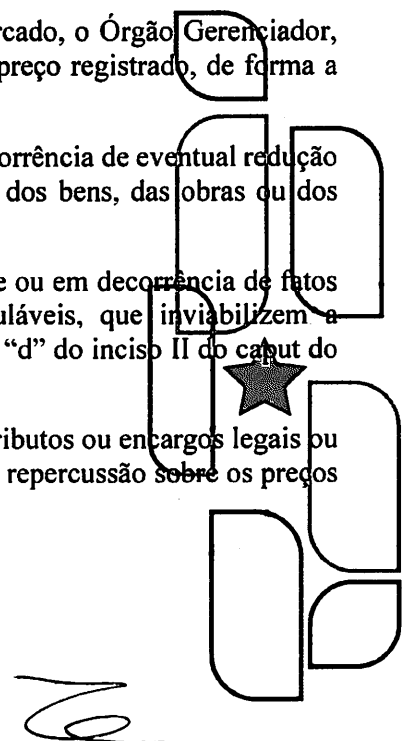 rcado, o Órgão Gerenciador,
preço registrado, de forma a
orrência de eventual redução
dos bens, das obras ou dos
e ou em decorrência de fatos
uláveis, que inviabilizem a
“d” do inciso II do caput do
ributos ou encargos legais ou
repercussão sobre os preços